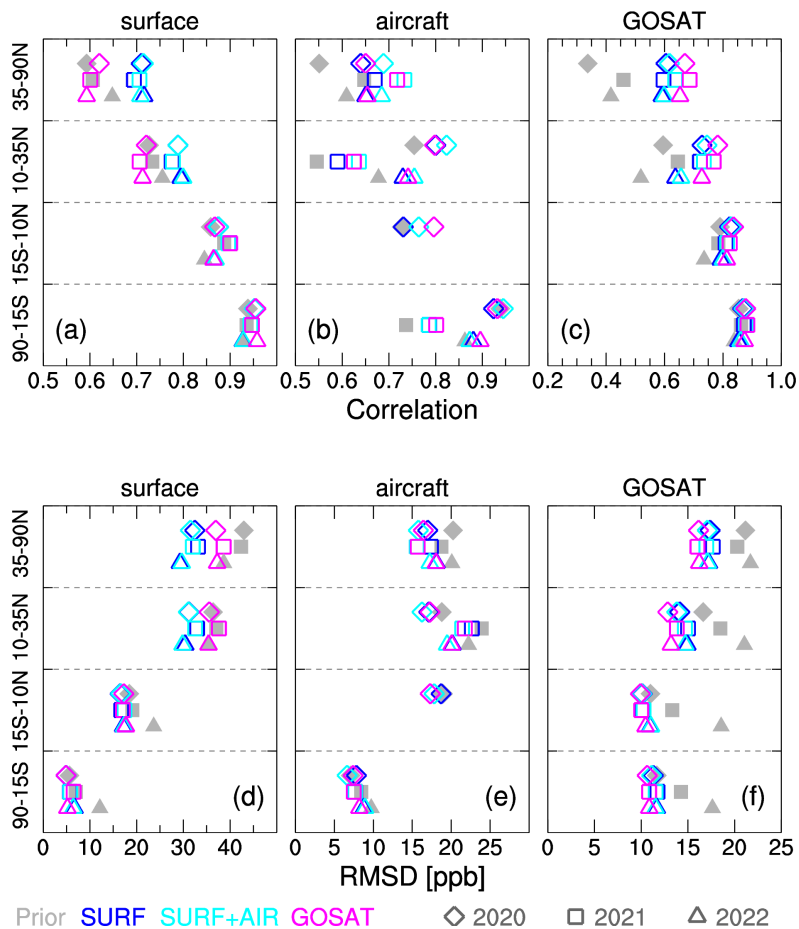 surface aircraft GOSAT
35-90N
10-35N
15S-10N
90-15S
(a) (b) (c)
0.5 0.6 0.7 0.8 0.9 0.5 0.6 0.7 0.8 0.9 0.2 0.4 0.6 0.8 1.0
Correlation
surface aircraft GOSAT
35-90N
10-35N
15S-10N
90-15S
(d) (e) (f)
0 10 20 30 40 0 5 10 15 20 25 0 5 10 15 20 25
RMSD [ppb]
Prior SURF SURF+AIR GOSAT 2020 2021 2022